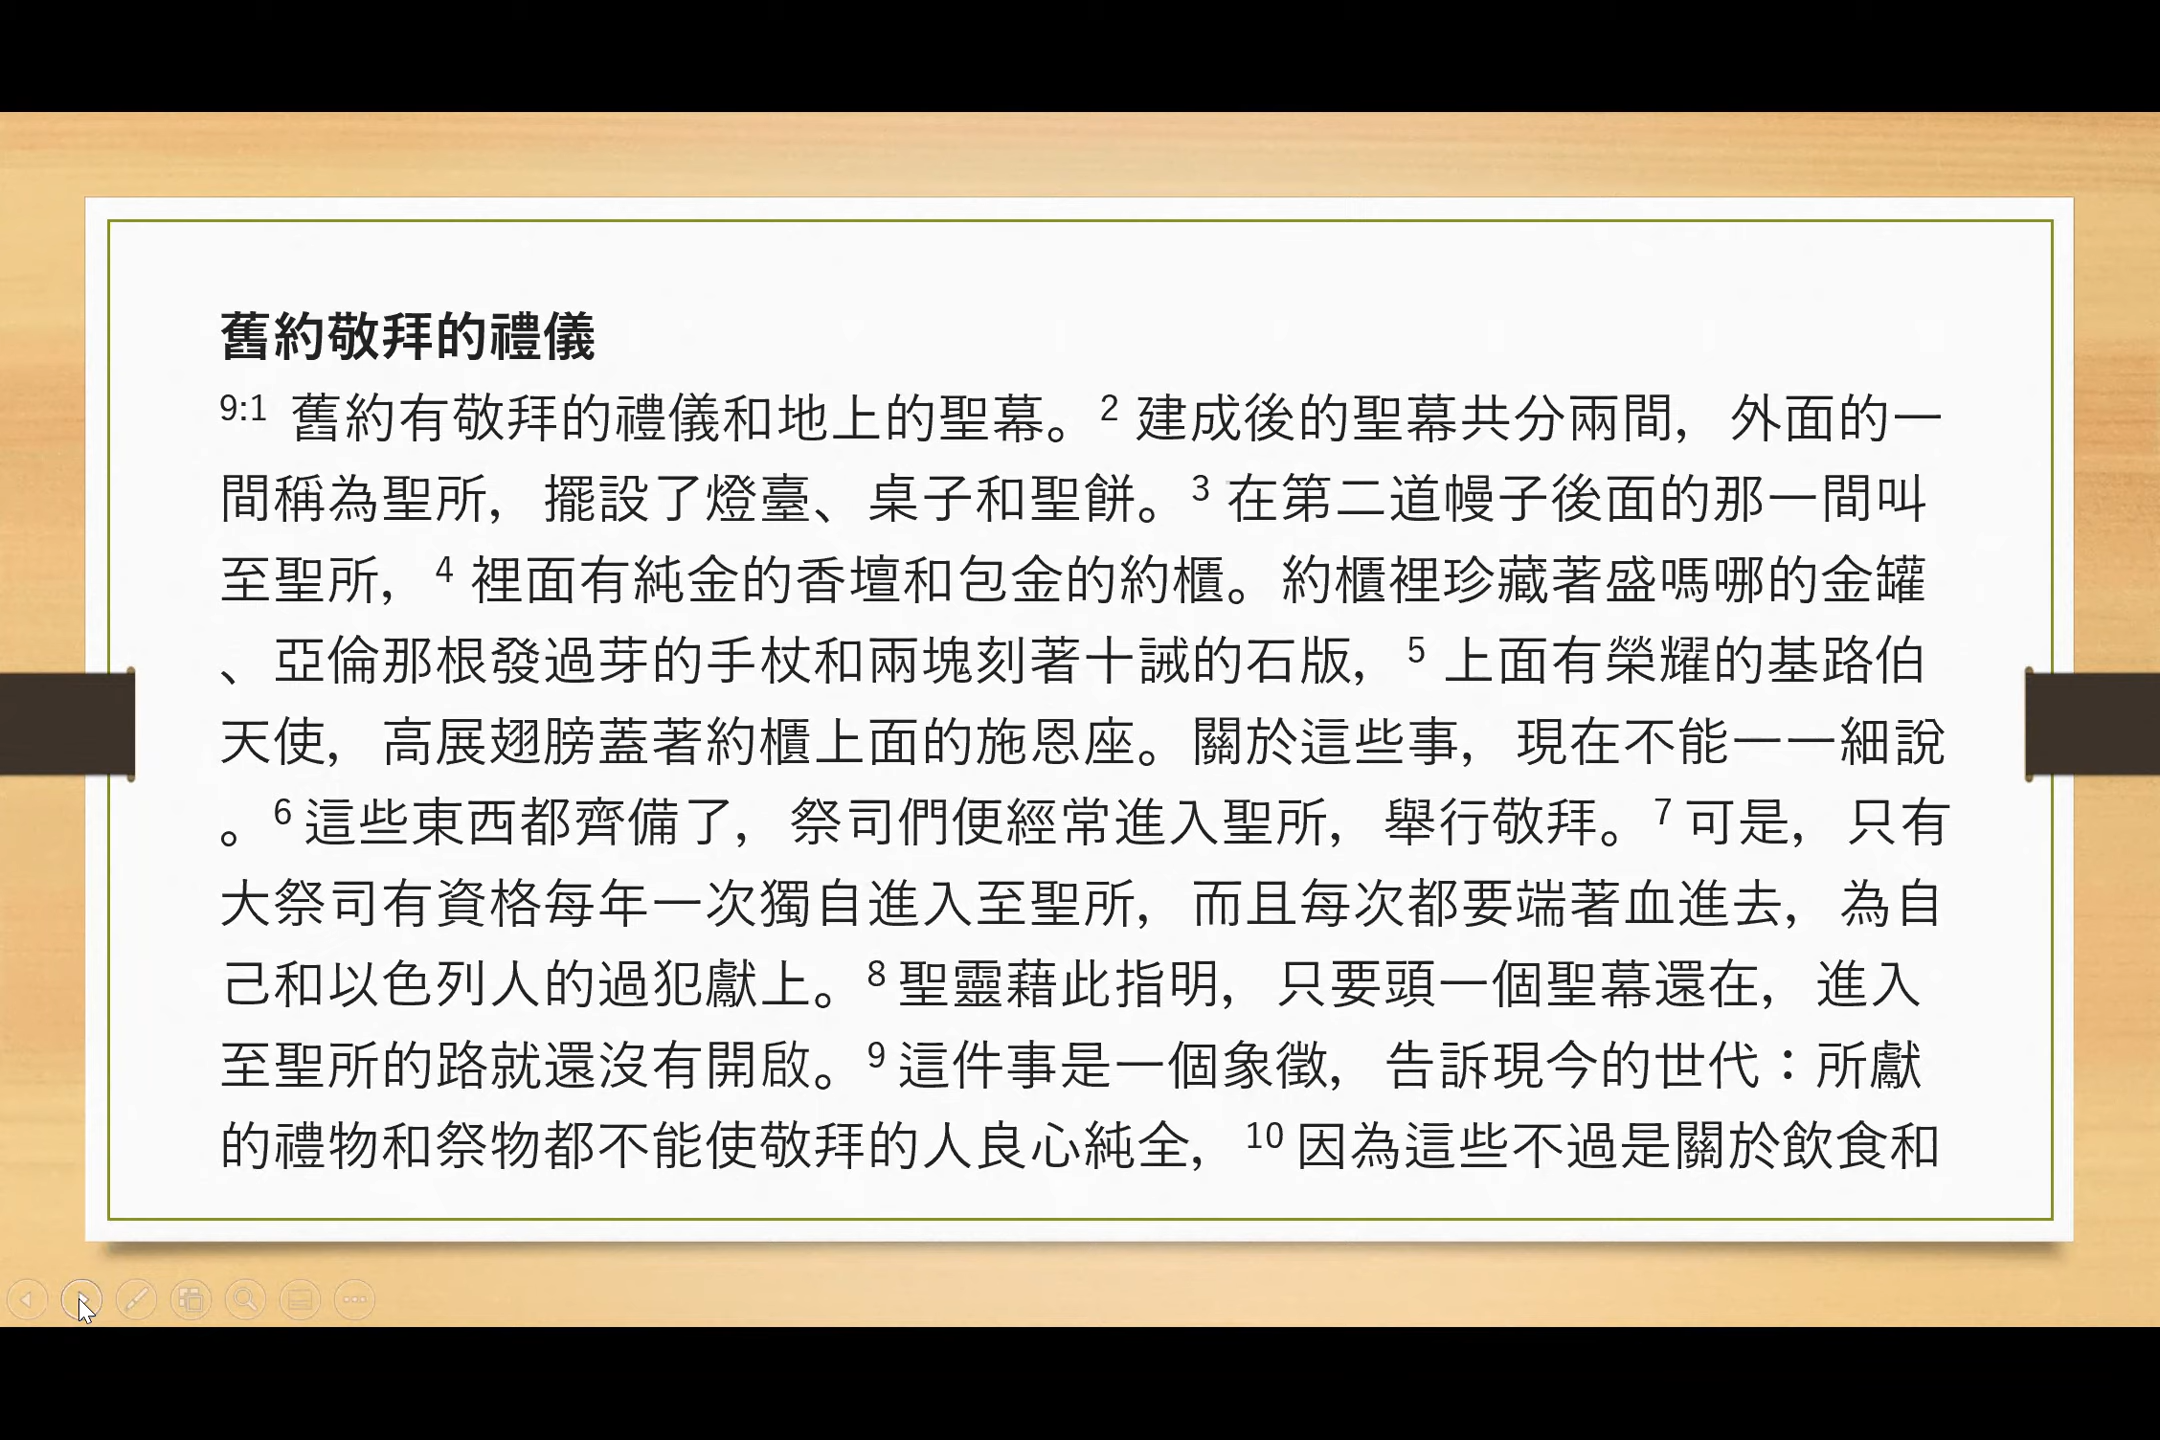 舊約敬拜的禮儀
9:1 舊約有敬拜的禮儀和地上的聖幕。2 建成後的聖幕共分兩間，外面的一
間稱為聖所，擺設了燈臺、桌子和聖餅。3 在第二道幔子後面的那一間叫
至聖所，4 裡面有純金的香壇和包金的約櫃。約櫃裡珍藏著盛嗎哪的金罐
、亞倫那根發過芽的手杖和兩塊刻著十誡的石版，5 上面有榮耀的基路伯
天使，高展翅膀蓋著約櫃上面的施恩座。關於這些事，現在不能一一細說
。6 這些東西都齊備了，祭司們便經常進入聖所，舉行敬拜。7 可是，只有
大祭司有資格每年一次獨自進入至聖所，而且每次都要端著血進去，為自
己和以色列人的過犯獻上。8 聖靈藉此指明，只要頭一個聖幕還在，進入
至聖所的路就還沒有開啟。9 這件事是一個象徵，告訴現今的世代：所獻
的禮物和祭物都不能使敬拜的人良心純全，10 因為這些不過是關於飲食和